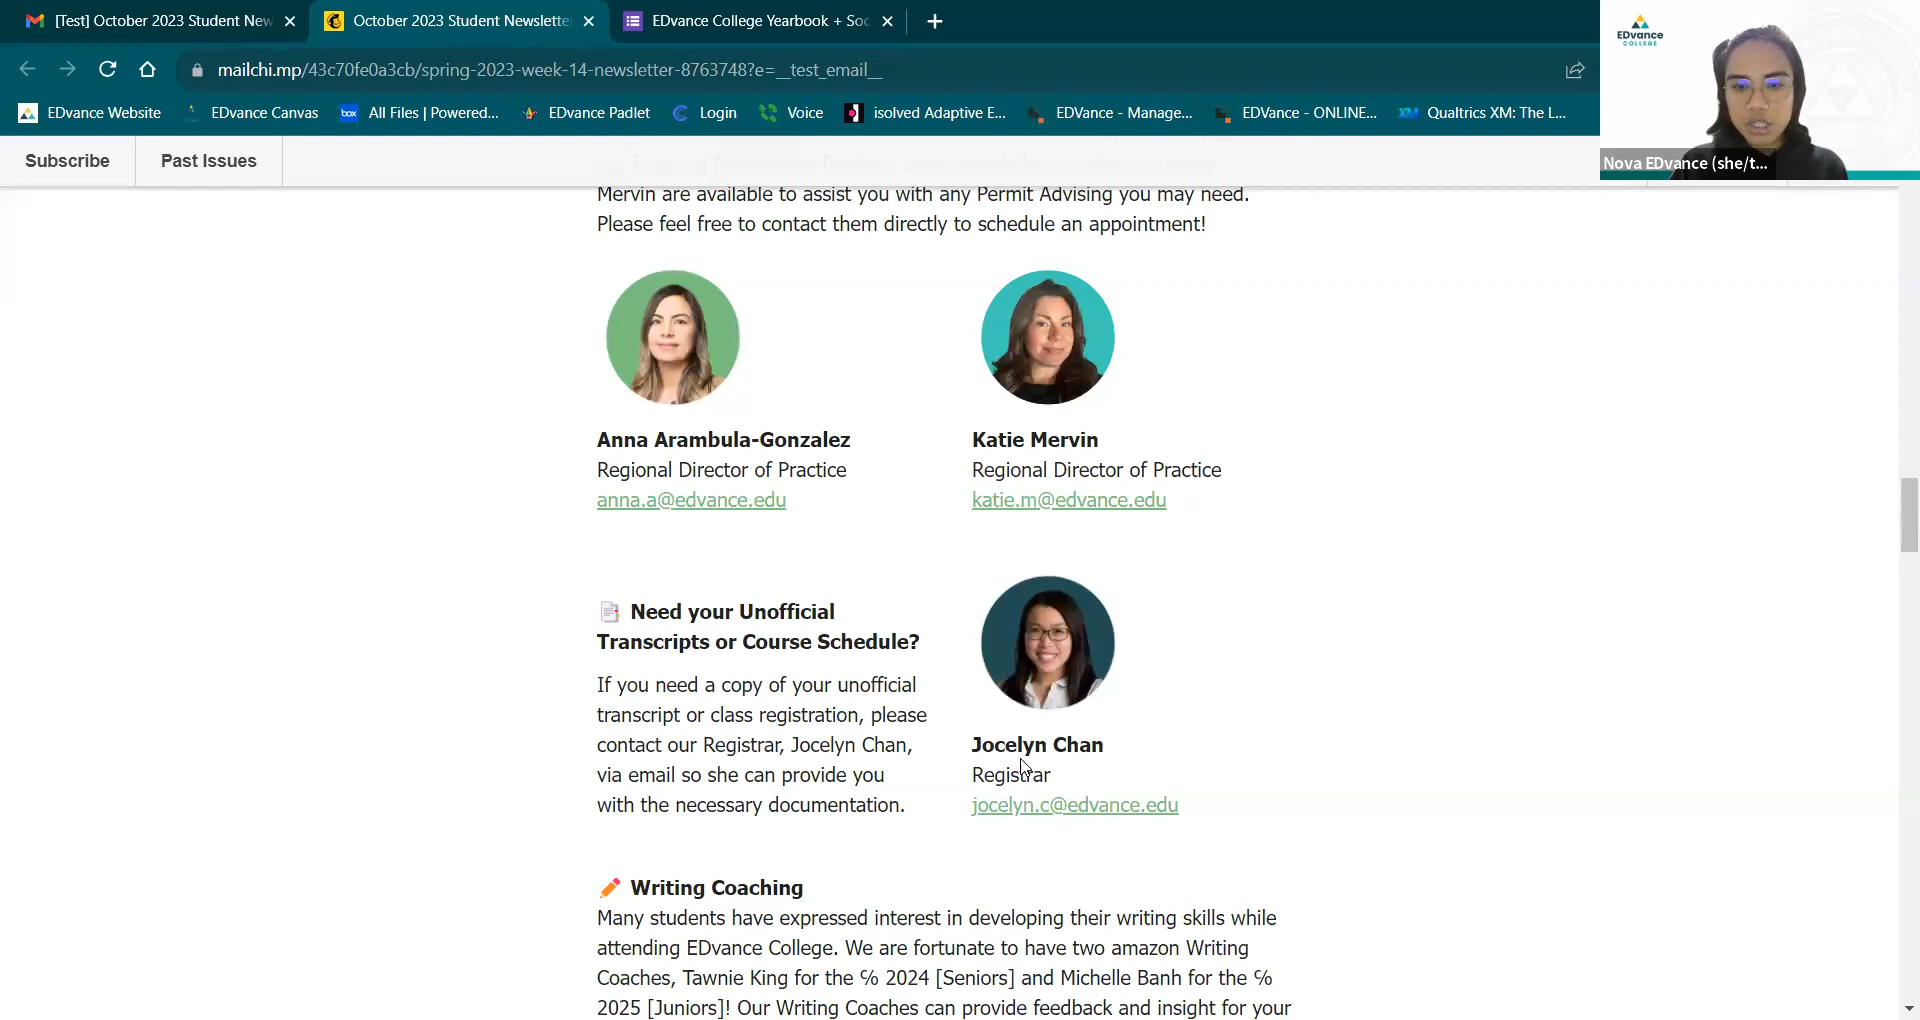 [Test] October 2023 Student New
October 2023 Student Newslette
EDvance College Yearbook + Soc
mailchi.mp/43c70fe0a3cb/spring-2023-week-14-newsletter-8763748?e=__test_email__
EDvance Website
EDvance Canvas
box
All Files | Powered...
EDvance Padlet
Login
Voice
isolved Adaptive E...
EDVance - Manage...
EDVance - ONLINE...
XM
Qualtrics XM: The L...
EDvance
COLLEGE
Nova EDvance (she/t...
Subscribe
Past Issues
Mervin are available to assist you with any Permit Advising you may need.
Please feel free to contact them directly to schedule an appointment!
Anna Arambula-Gonzalez
Regional Director of Practice
anna.a@edvance.edu
Katie Mervin
Regional Director of Practice
katie.m@edvance.edu
📑 Need your Unofficial
Transcripts or Course Schedule?
If you need a copy of your unofficial
transcript or class registration, please
contact our Registrar, Jocelyn Chan,
via email so she can provide you
with the necessary documentation.
Jocelyn Chan
Registrar
jocelyn.c@edvance.edu
✏️ Writing Coaching
Many students have expressed interest in developing their writing skills while
attending EDvance College. We are fortunate to have two amazon Writing
Coaches, Tawnie King for the ℅ 2024 [Seniors] and Michelle Banh for the ℅
2025 [Juniors]! Our Writing Coaches can provide feedback and insight for your